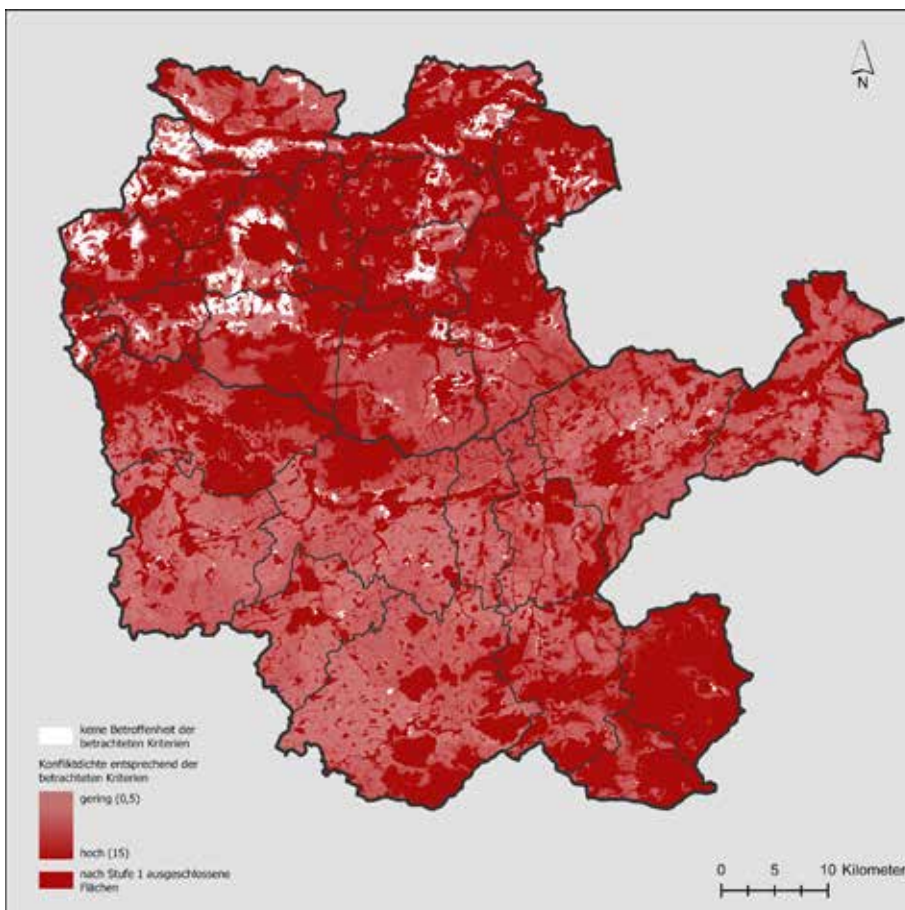 N
keine Betroffenheit der
betrachteten Kriterien
Konfliktdichte entsprechend der
betrachteten Kriterien
gering (0,5)
hoch (15)
nach Stufe 1 ausgeschlossene
Flächen
0 5 10 Kilometer